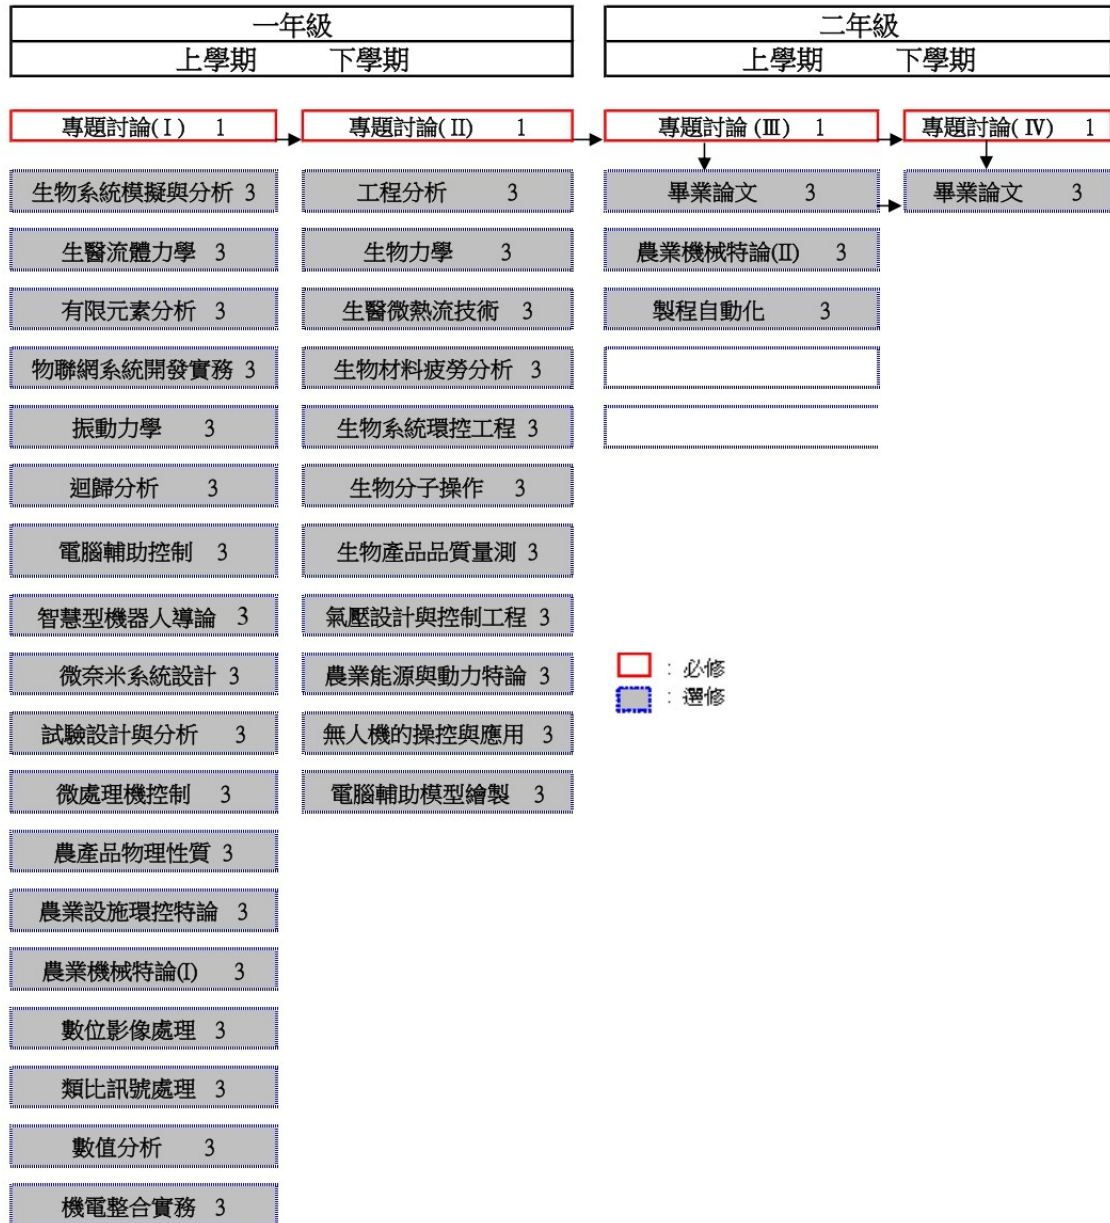 一年級 二年級
上學期 下學期 上學期 下學期
專題討論(I) 1 專題討論(II) 1 專題討論(III) 1 專題討論(IV) 1
生物系統模擬與分析 3 工程分析 3 畢業論文 3 畢業論文 3
生醫流體力學 3 生物力學 3 農業機械特論(II) 3
有限元素分析 3 生醫微熱流技術 3 製程自動化 3
物聯網系統開發實務 3 生物材料疲勞分析 3
振動力學 3 生物系統環控工程 3
迴歸分析 3 生物分子操作 3
電腦輔助控制 3 生物產品品質量測 3
智慧型機器人導論 3 氣壓設計與控制工程 3
微奈米系統設計 3 農業能源與動力特論 3 : 必修
: 選修
試驗設計與分析 3 無人機的操控與應用 3
微處理機控制 3 電腦輔助模型繪製 3
農產品物理性質 3
農業設施環控特論 3
農業機械特論(I) 3
數位影像處理 3
類比訊號處理 3
數值分析 3
機電整合實務 3